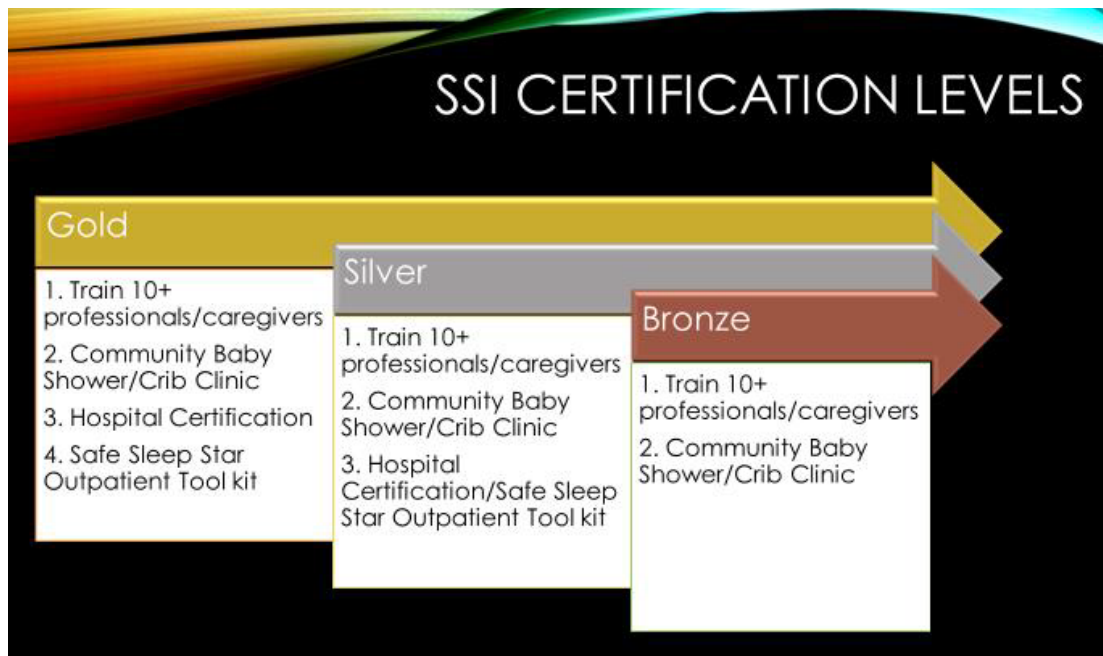 SSI CERTIFICATION LEVELS
Gold
1. Train 10+
professionals/caregivers
2. Community Baby
Shower/Crib Clinic
3. Hospital Certification
4. Safe Sleep Star
Outpatient Tool kit
Silver
1. Train 10+
professionals/caregivers
2. Community Baby
Shower/Crib Clinic
3. Hospital
Certification/Safe Sleep
Star Outpatient Tool kit
Bronze
1. Train 10+
professionals/caregivers
2. Community Baby
Shower/Crib Clinic